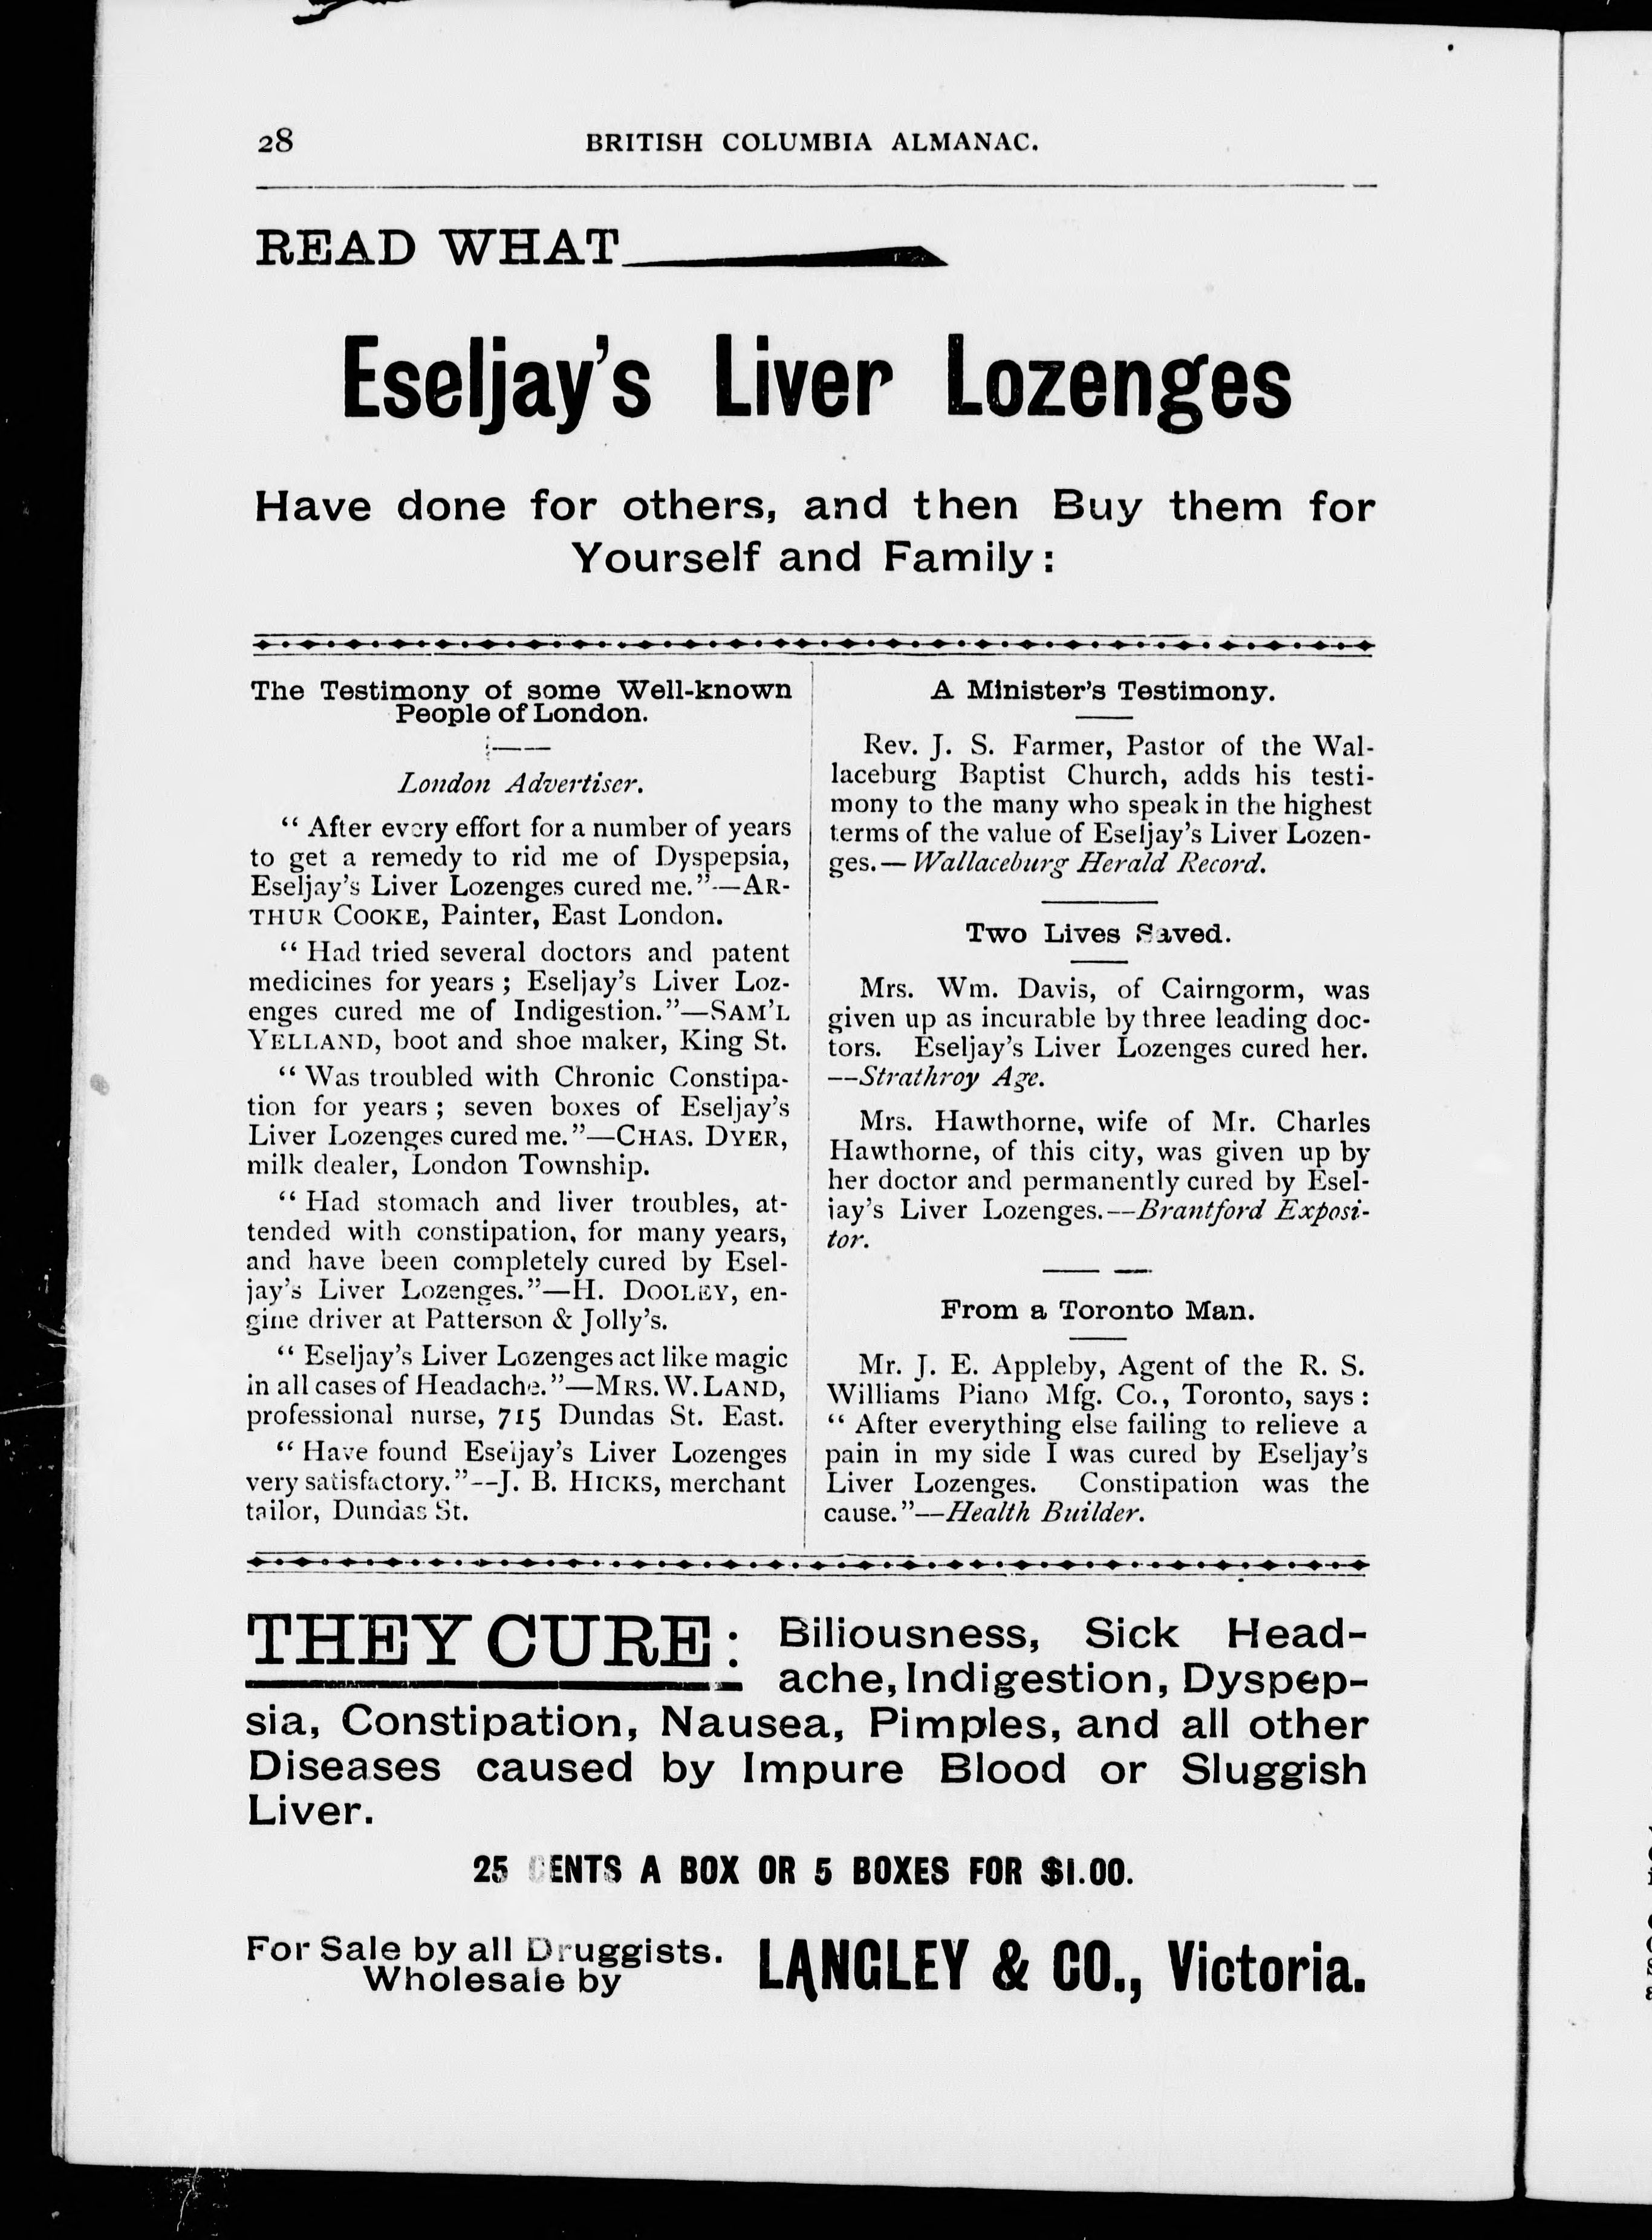 28 BRITISH COLUMBIA ALMANAC.
READ WHAT
Eseljay's Liver Lozenges
Have done for others, and then Buy them for
Yourself and Family:
The Testimony of some Well-known
People of London.
London Advertiser.
"After every effort for a number of years
to get a remedy to rid me of Dyspepsia,
Eseljay's Liver Lozenges cured me."—AR-
THUR COOKE, Painter, East London.
"Had tried several doctors and patent
medicines for years; Eseljay's Liver Loz-
enges cured me of Indigestion."—SAM'L
YELLAND, boot and shoe maker, King St.
"Was troubled with Chronic Constipa-
tion for years; seven boxes of Eseljay's
Liver Lozenges cured me."—CHAS. DYER,
milk dealer, London Township.
"Had stomach and liver troubles, at-
tended with constipation, for many years,
and have been completely cured by Esel-
jay's Liver Lozenges."—H. DOOLEY, en-
gine driver at Patterson & Jolly's.
"Eseljay's Liver Lozenges act like magic
in all cases of Headache."—MRS. W. LAND,
professional nurse, 715 Dundas St. East.
"Have found Eseljay's Liver Lozenges
very satisfactory."--J. B. HICKS, merchant
tailor, Dundas St.
A Minister's Testimony.
Rev. J. S. Farmer, Pastor of the Wal-
laceburg Baptist Church, adds his testi-
mony to the many who speak in the highest
terms of the value of Eseljay's Liver Lozen-
ges.—Wallaceburg Herald Record.
Two Lives Saved.
Mrs. Wm. Davis, of Cairngorm, was
given up as incurable by three leading doc-
tors. Eseljay's Liver Lozenges cured her.
—Strathroy Age.
Mrs. Hawthorne, wife of Mr. Charles
Hawthorne, of this city, was given up by
her doctor and permanently cured by Esel-
jay's Liver Lozenges.—Brantford Exposi-
tor.
From a Toronto Man.
Mr. J. E. Appleby, Agent of the R. S.
Williams Piano Mfg. Co., Toronto, says:
"After everything else failing to relieve a
pain in my side I was cured by Eseljay's
Liver Lozenges. Constipation was the
cause."—Health Builder.
THEY CURE: Biliousness, Sick Head-
ache, Indigestion, Dyspep-
sia, Constipation, Nausea, Pimples, and all other
Diseases caused by Impure Blood or Sluggish
Liver.
25 CENTS A BOX OR 5 BOXES FOR $1.00.
For Sale by all Druggists.
Wholesale by LANGLEY & CO., Victoria.